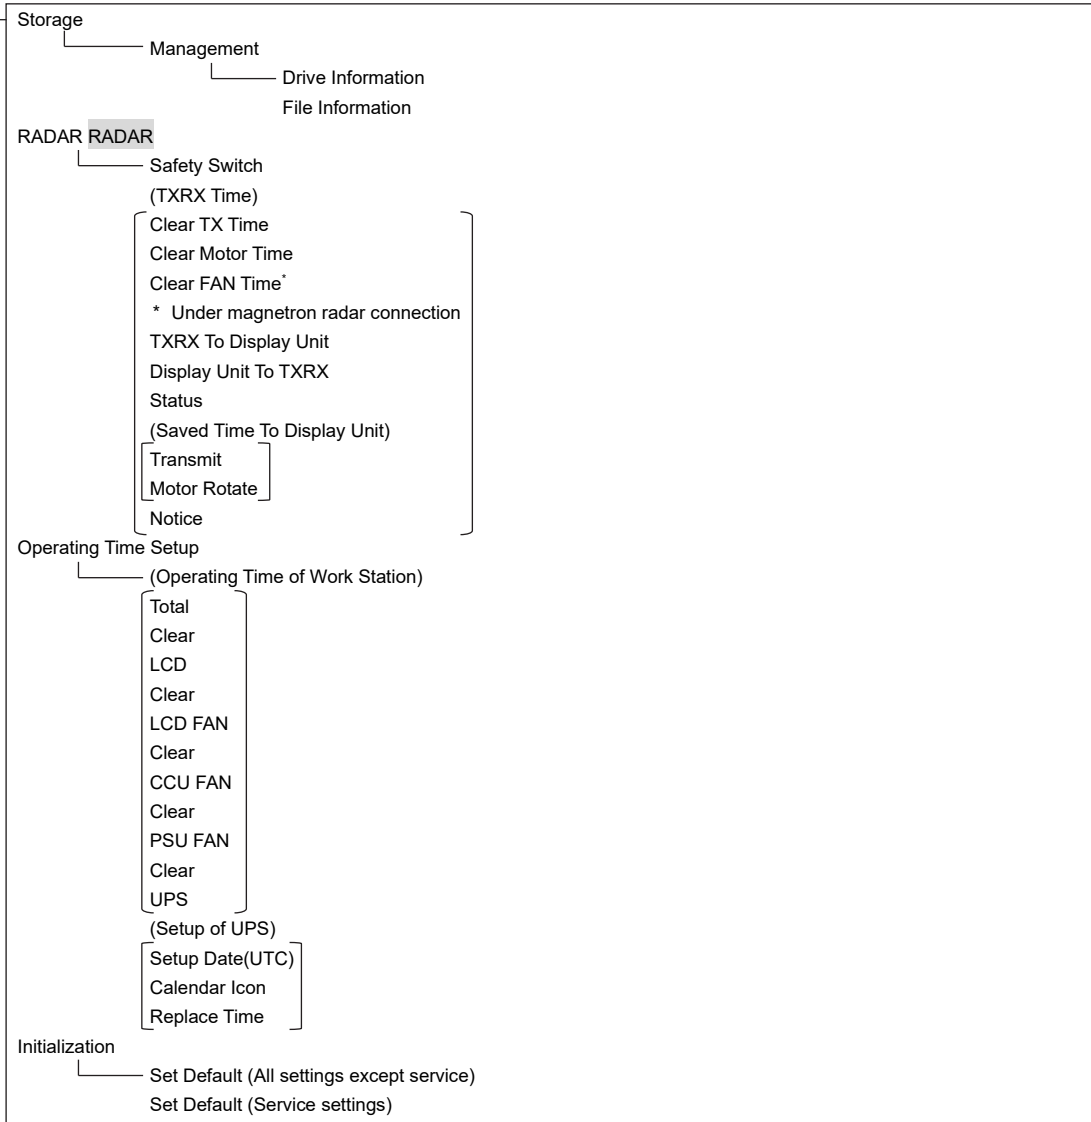 Storage
Management
Drive Information
File Information
RADAR RADAR
Safety Switch
(TXRX Time)
Clear TX Time
Clear Motor Time
Clear FAN Time*
* Under magnetron radar connection
TXRX To Display Unit
Display Unit To TXRX
Status
(Saved Time To Display Unit)
Transmit
Motor Rotate
Notice
Operating Time Setup
(Operating Time of Work Station)
Total
Clear
LCD
Clear
LCD FAN
Clear
CCU FAN
Clear
PSU FAN
Clear
UPS
(Setup of UPS)
Setup Date(UTC)
Calendar Icon
Replace Time
Initialization
Set Default (All settings except service)
Set Default (Service settings)